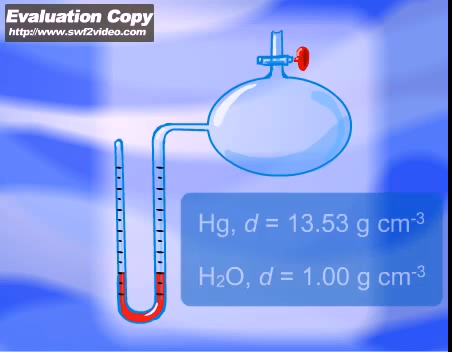 Evaluation Copy
http://www.swf2video.com
Hg, d = 13.53 g cm⁻³
H₂O, d = 1.00 g cm⁻³